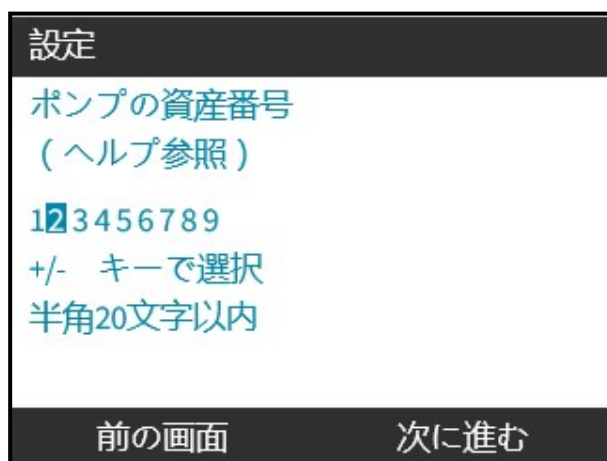 設定
ポンプの資産番号
(ヘルプ参照)
123456789
+/- キーで選択
半角20文字以内
前の画面 次に進む